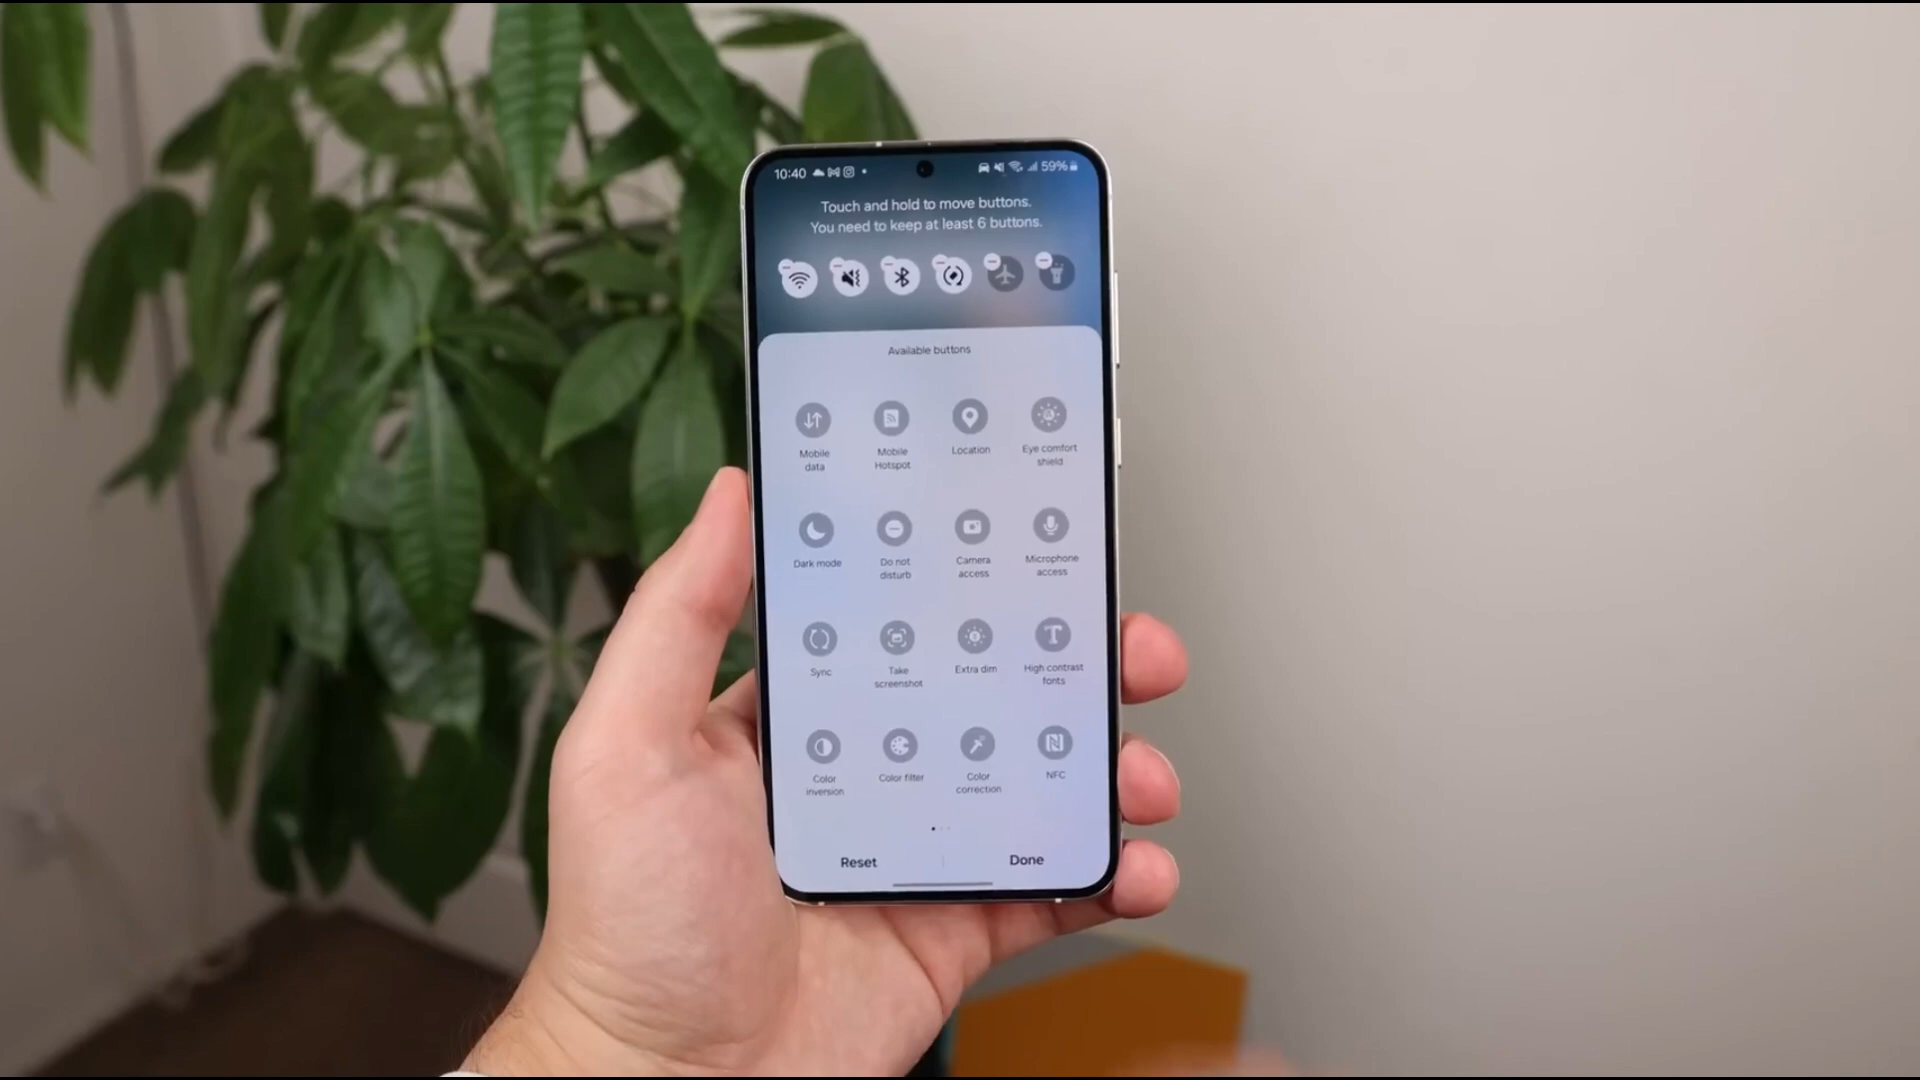 10:40 59%
Touch and hold to move buttons.
You need to keep at least 6 buttons.
Available buttons
Mobile data
Mobile Hotspot
Location
Eye comfort shield
Dark mode
Do not disturb
Camera access
Microphone access
Sync
Take screenshot
Extra dim
High contrast fonts
Color inversion
Color filter
Color correction
NFC
Reset
Done